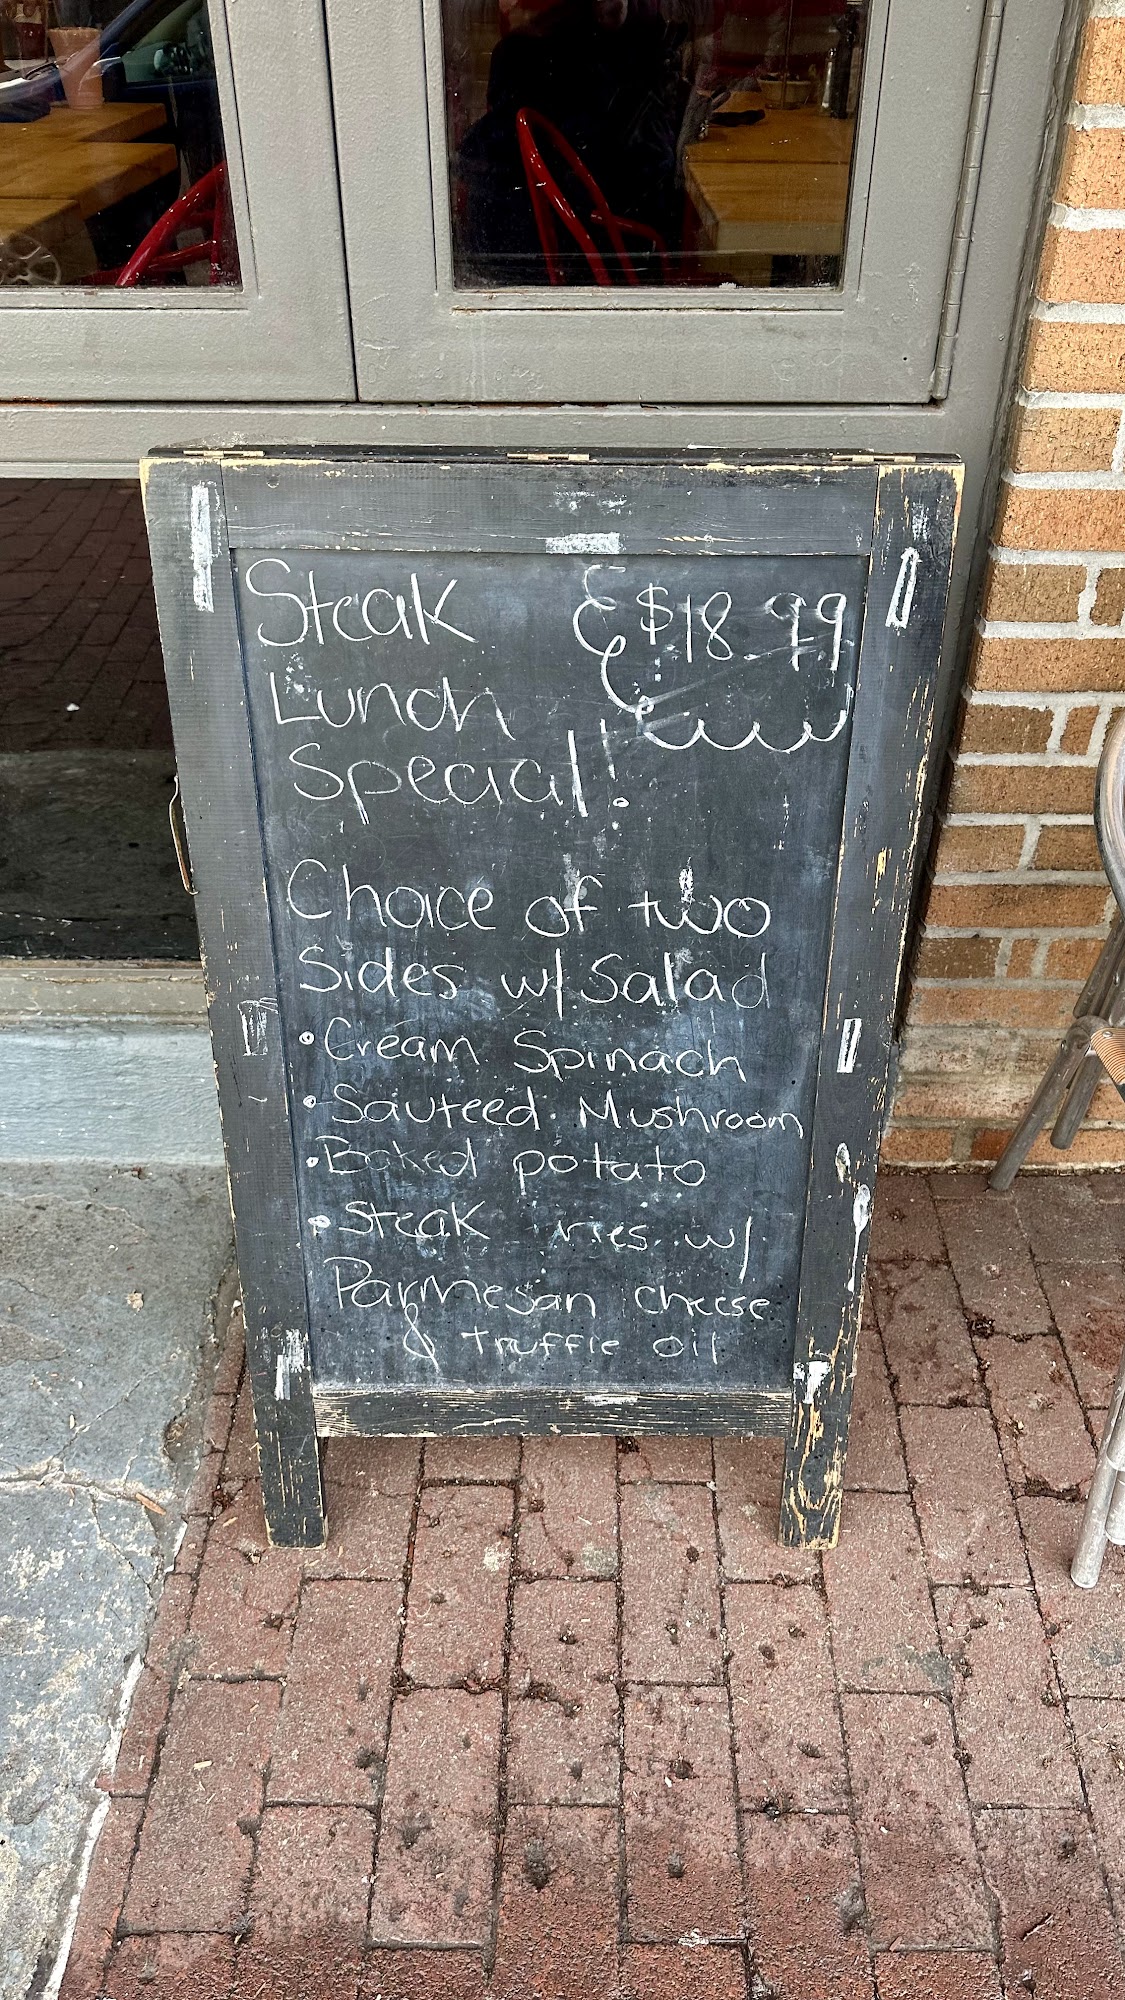 Steak $18.99
Lunch
Special!
Choice of two
Sides w/ Salad
• Cream Spinach
• Sauteed Mushroom
• Baked potato
• Steak fries w/
Parmesan cheese
& Truffle oil